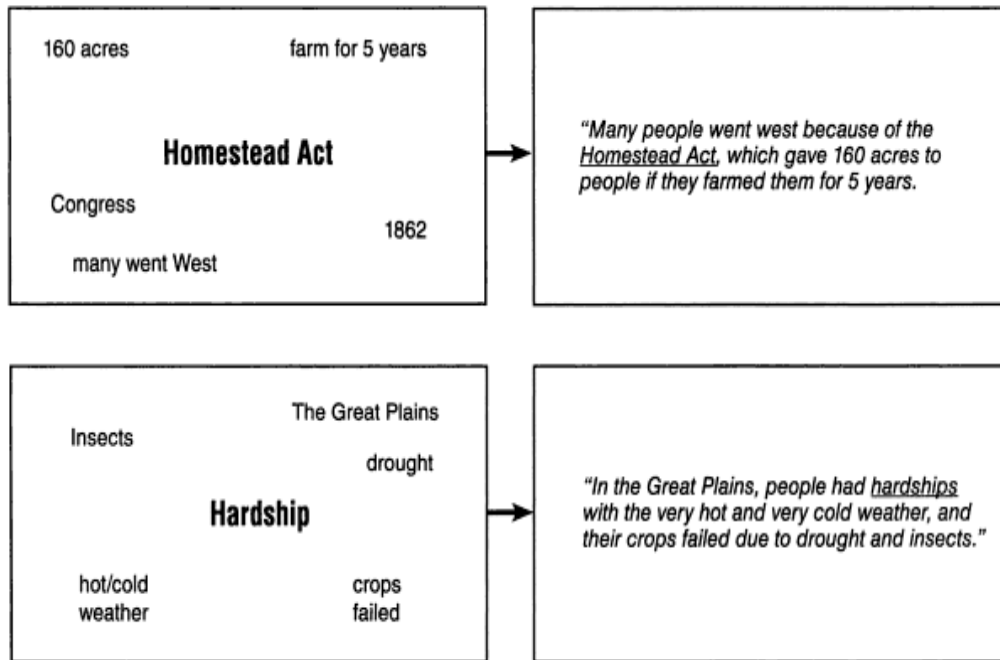 160 acres farm for 5 years
Homestead Act
Congress
1862
many went West
"Many people went west because of the
Homestead Act, which gave 160 acres to
people if they farmed them for 5 years.
The Great Plains
Insects
drought
Hardship
hot/cold crops
weather failed
"In the Great Plains, people had hardships
with the very hot and very cold weather, and
their crops failed due to drought and insects."